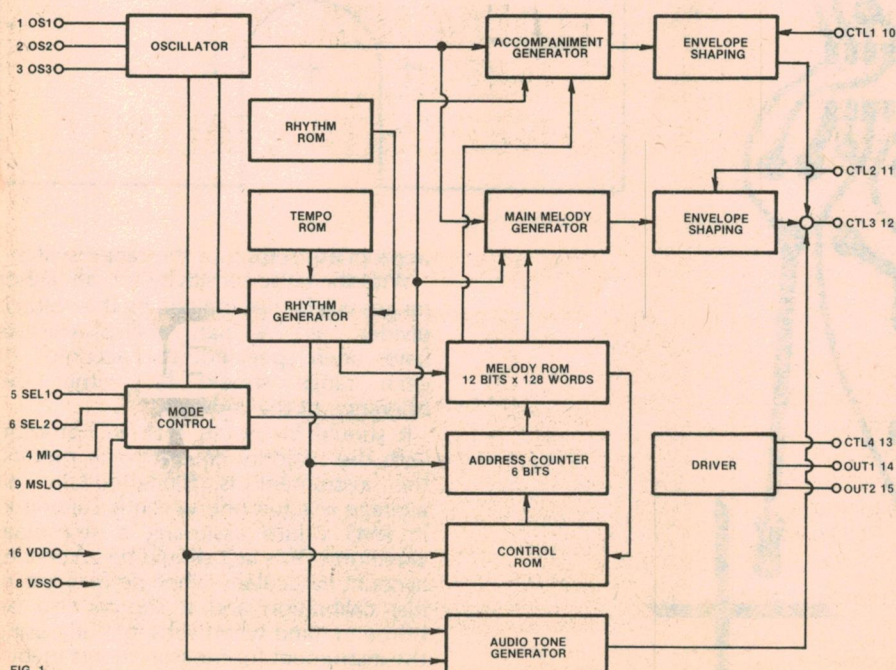 1 OS1
2 OS2
3 OS3
OSCILLATOR
ACCOMPANIMENT
GENERATOR
ENVELOPE
SHAPING
CTL1 10
RHYTHM
ROM
CTL2 11
TEMPO
ROM
MAIN MELODY
GENERATOR
ENVELOPE
SHAPING
CTL3 12
RHYTHM
GENERATOR
MELODY ROM
12 BITS x 128 WORDS
5 SEL1
6 SEL2
4 MI
9 MSL
MODE
CONTROL
ADDRESS COUNTER
6 BITS
DRIVER
CTL4 13
OUT1 14
OUT2 15
16 VDD
8 VSS
CONTROL
ROM
AUDIO TONE
GENERATOR
FIG. 1